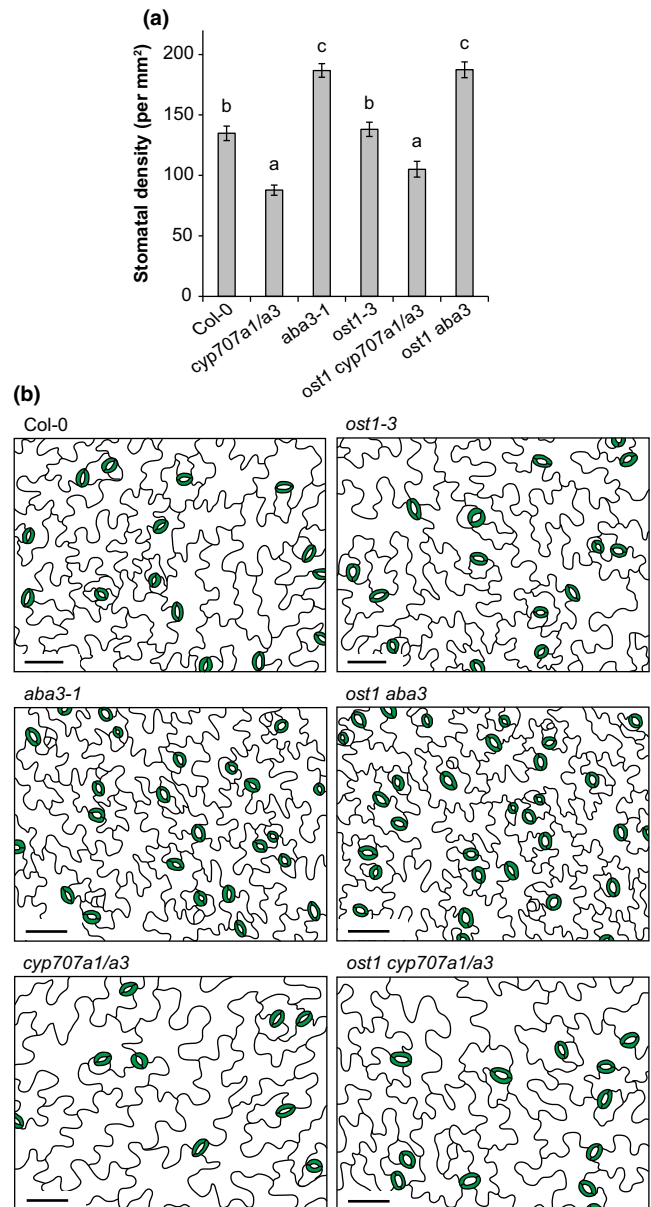 (a)
Stomatal density (per mm²)
200
150
100
50
0
b
a
c
b
a
c
Col-0
cyp707a1/a3
aba3-1
ost1-3
ost1 cyp707a1/a3
ost1 aba3
(b)
Col-0
ost1-3
aba3-1
ost1 aba3
cyp707a1/a3
ost1 cyp707a1/a3